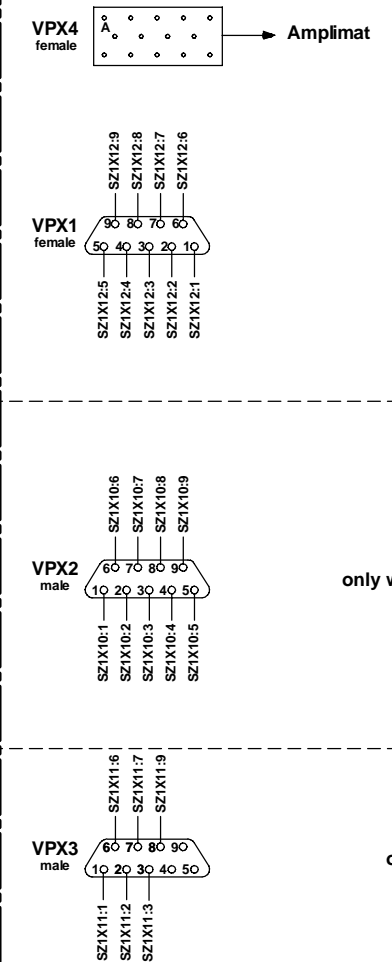 VPX4
female
A
Amplimat
SZ1X12:9
SZ1X12:8
SZ1X12:7
SZ1X12:6
VPX1
female
9 8 7 6
5 4 3 2 1
SZ1X12:5
SZ1X12:4
SZ1X12:3
SZ1X12:2
SZ1X12:1
SZ1X10:6
SZ1X10:7
SZ1X10:8
SZ1X10:9
VPX2
male
6 7 8 9
1 2 3 4 5
only w
SZ1X10:1
SZ1X10:2
SZ1X10:3
SZ1X10:4
SZ1X10:5
SZ1X11:6
SZ1X11:7
SZ1X11:9
VPX3
male
6 7 8 9
1 2 3 4 5
SZ1X11:1
SZ1X11:2
SZ1X11:3